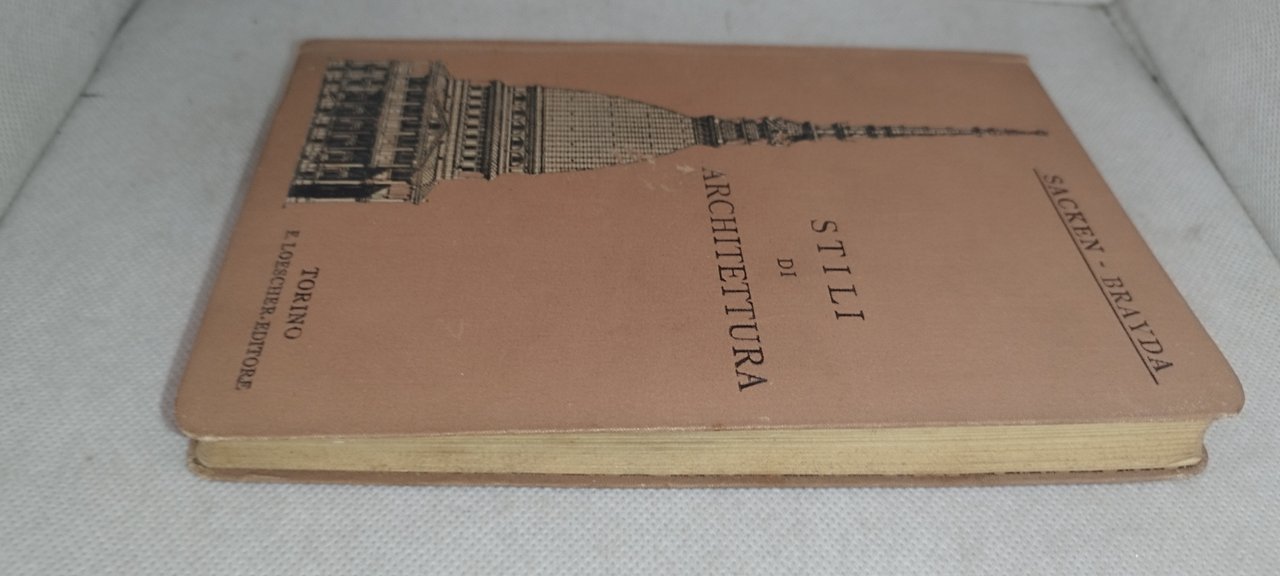 SACKEN - BRAYDA
STILI
DI
ARCHITETTURA
TORINO
E. LOESCHER, EDITORE